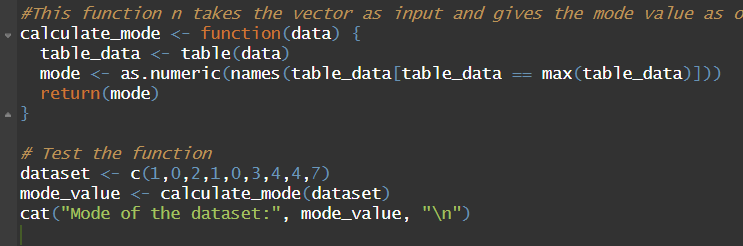 #This function n takes the vector as input and gives the mode value as o
calculate_mode <- function(data) {
  table_data <- table(data)
  mode <- as.numeric(names(table_data[table_data == max(table_data)]))
  return(mode)
}
# Test the function
dataset <- c(1,0,2,1,0,3,4,4,7)
mode_value <- calculate_mode(dataset)
cat("Mode of the dataset:", mode_value, "\n")